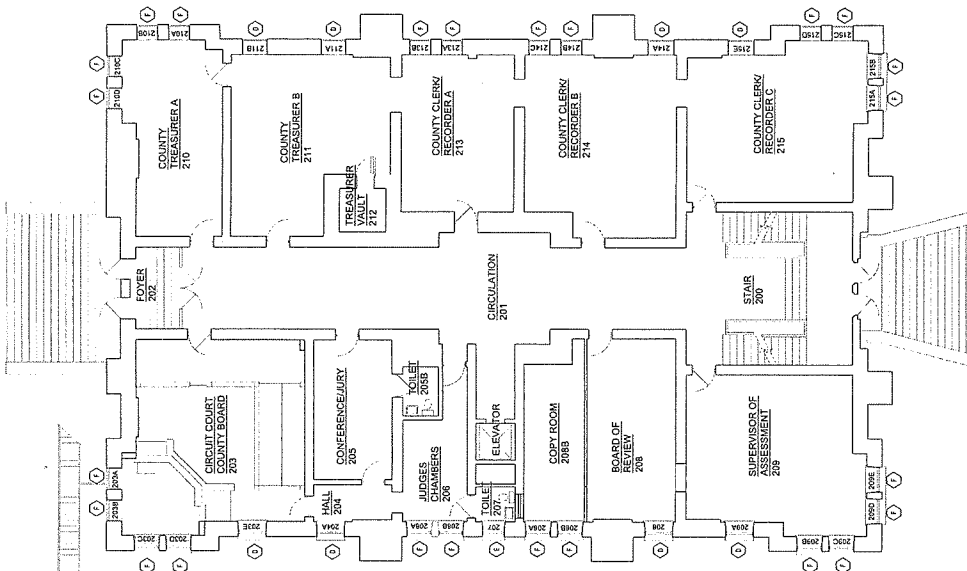 F F D D F F F F D D F F
210B 210A 211B 211A 213B 213A 214C 214B 214A 215E 215D 215C
F 210C
F 210D
215B F
215A F
COUNTY
TREASURER A
210
COUNTY
TREASURER B
211
TREASURER
VAULT
212
COUNTY CLERK/
RECORDER A
213
COUNTY CLERK/
RECORDER B
214
COUNTY CLERK/
RECORDER C
215
FOYER
202
CIRCULATION
201
STAIR
200
CIRCUIT COURT
COUNTY BOARD
203
CONFERENCE/JURY
205
TOILET
205B
HALL
204
JUDGES
CHAMBERS
206
ELEVATOR
TOILET
207
COPY ROOM
208B
BOARD OF
REVIEW
208
SUPERVISOR OF
ASSESSMENT
209
F 203A
F 203B
209E F
209D F
203C 203D 203E 204A 206A 206B 207 208A 208B 208 209A 209B 209C
F F D D F F E F F D D F F